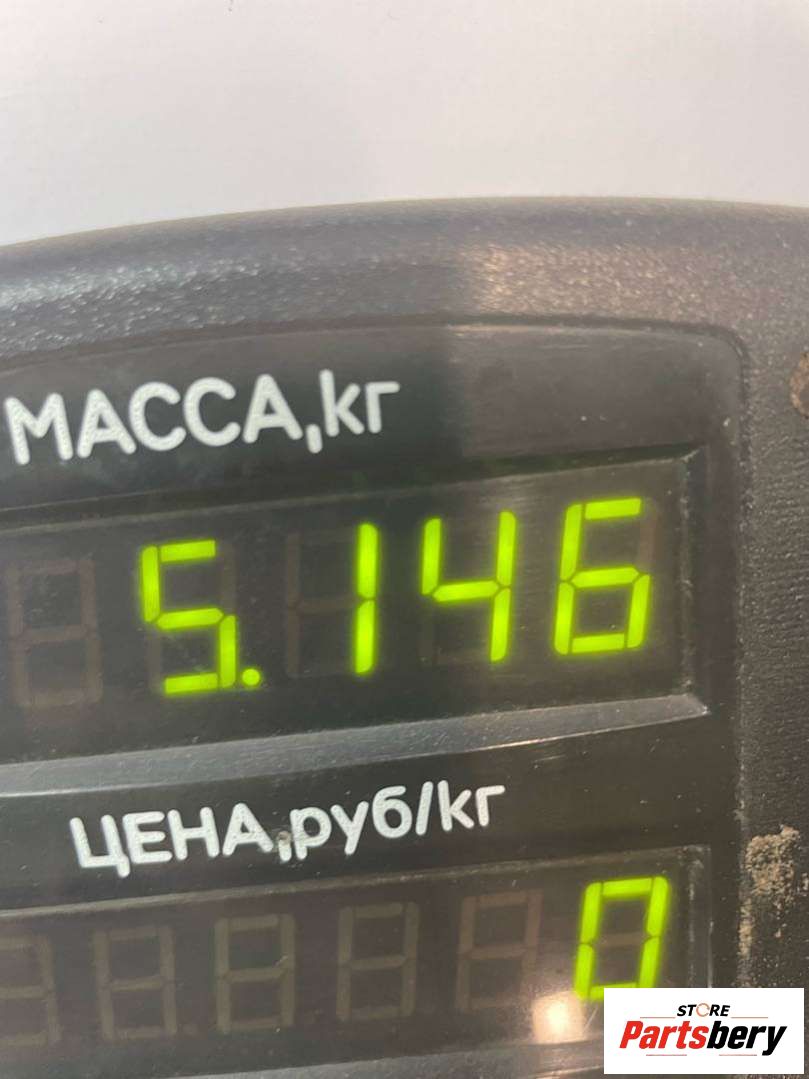 МАССА,кг
5.146
ЦЕНА,руб/кг
0
STORE
Partsbery